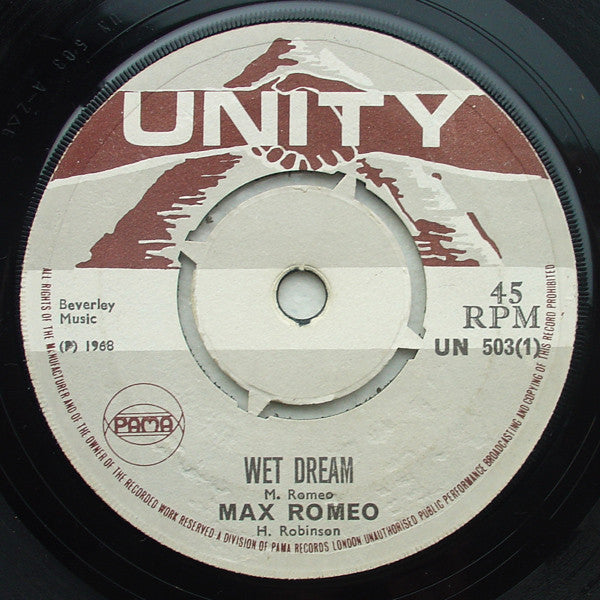 UNITY
Beverley
Music
(P) 1968
45
RPM
UN 503(1)
PAMA
WET DREAM
M. Romeo
MAX ROMEO
H. Robinson
ALL RIGHTS OF THE MANUFACTURER AND OF THE OWNER OF THE RECORDED WORK RESERVED A DIVISION OF PAMA RECORDS LONDON UNAUTHORISED PUBLIC PERFORMANCE BROADCASTING AND COPYING OF THIS RECORD PROHIBITED